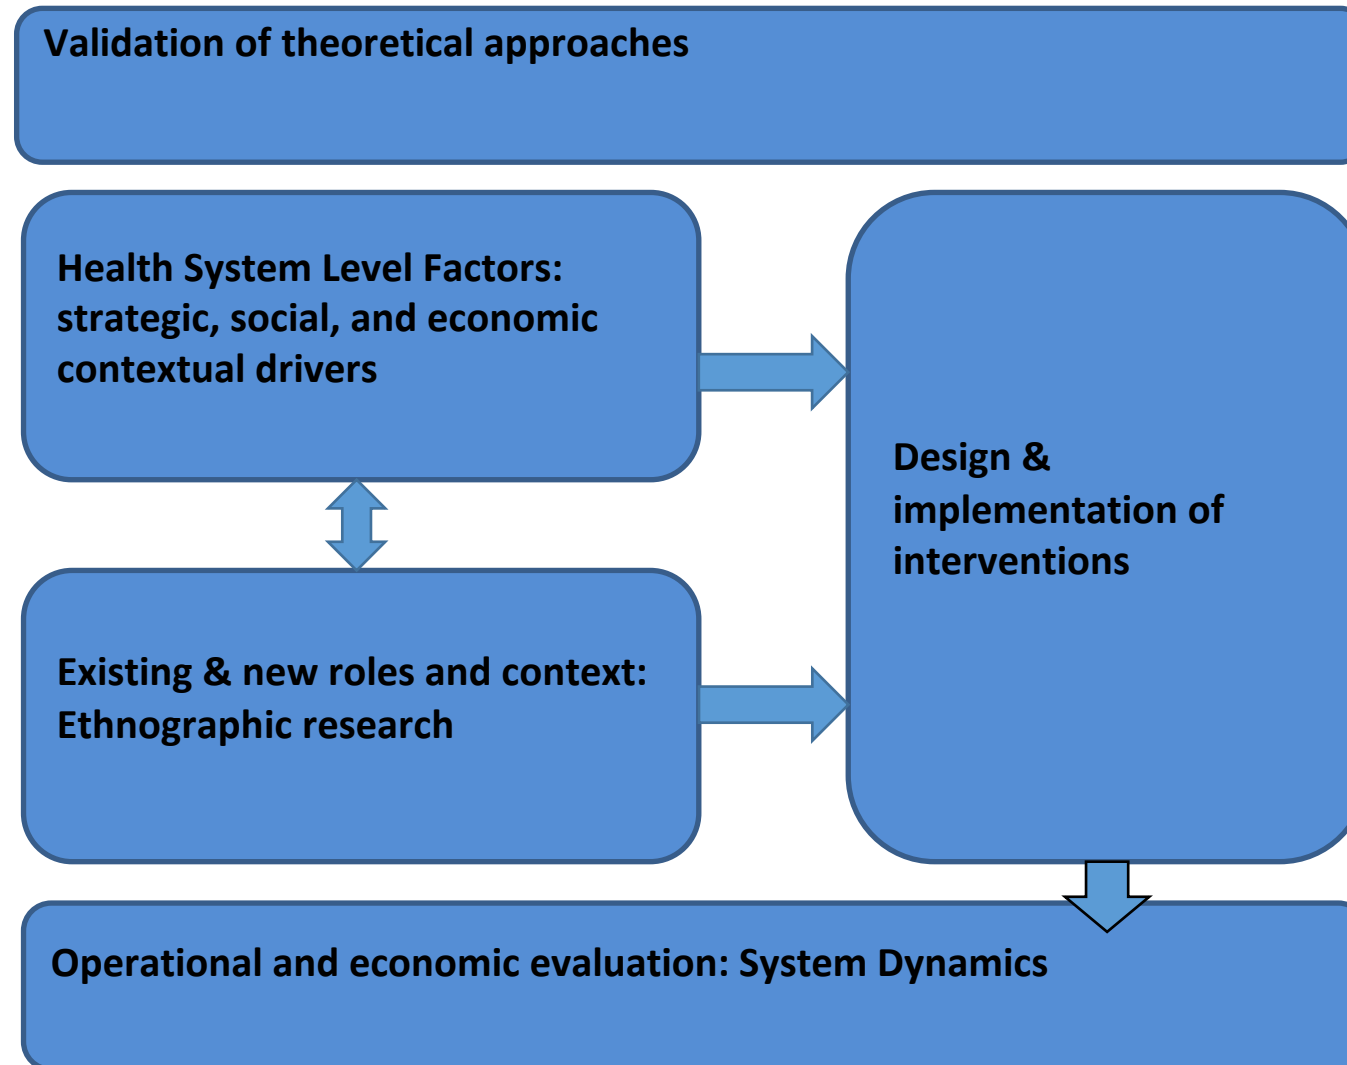 Validation of theoretical approaches
Health System Level Factors:
strategic, social, and economic
contextual drivers
Existing & new roles and context:
Ethnographic research
Design &
implementation of
interventions
Operational and economic evaluation: System Dynamics